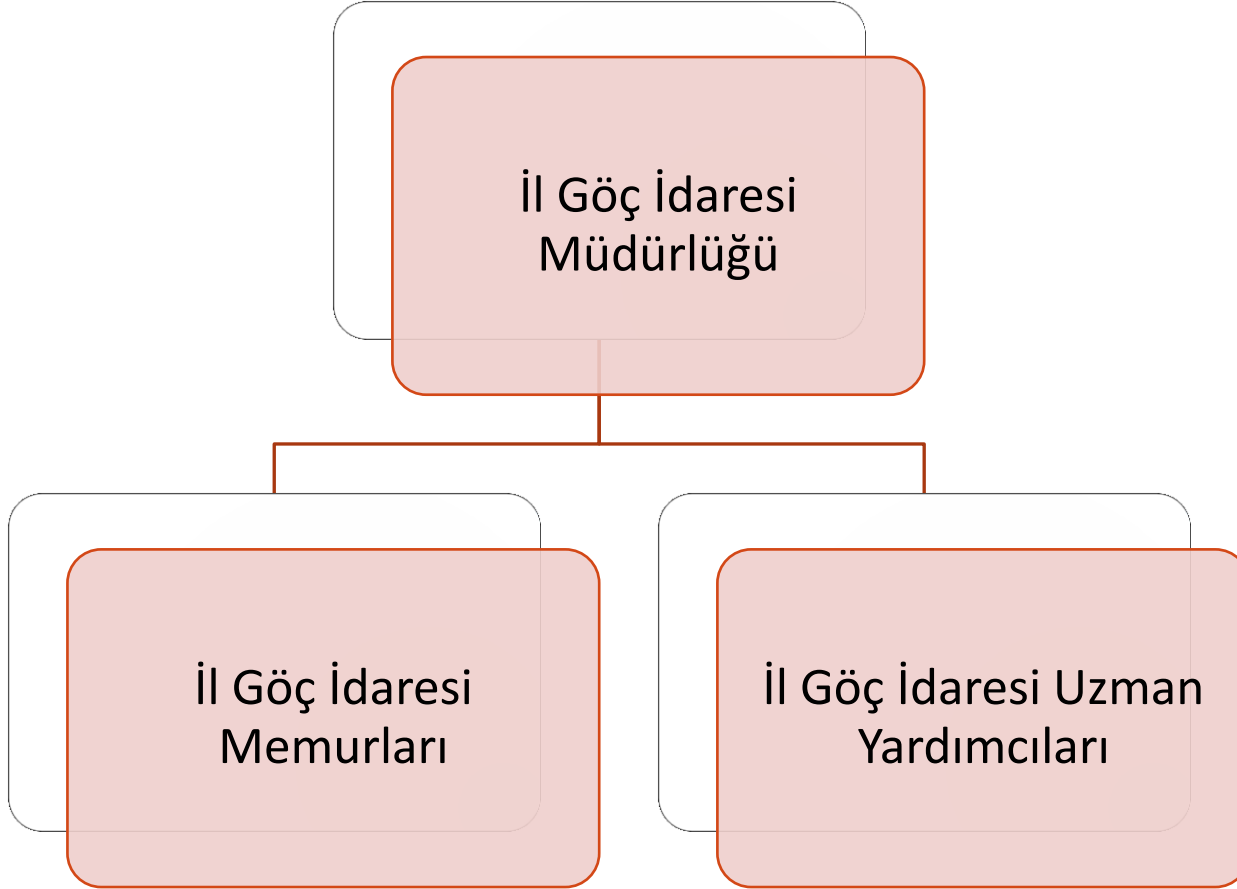 İl Göç İdaresi
Müdürlüğü
İl Göç İdaresi
Memurları
İl Göç İdaresi Uzman
Yardımcıları